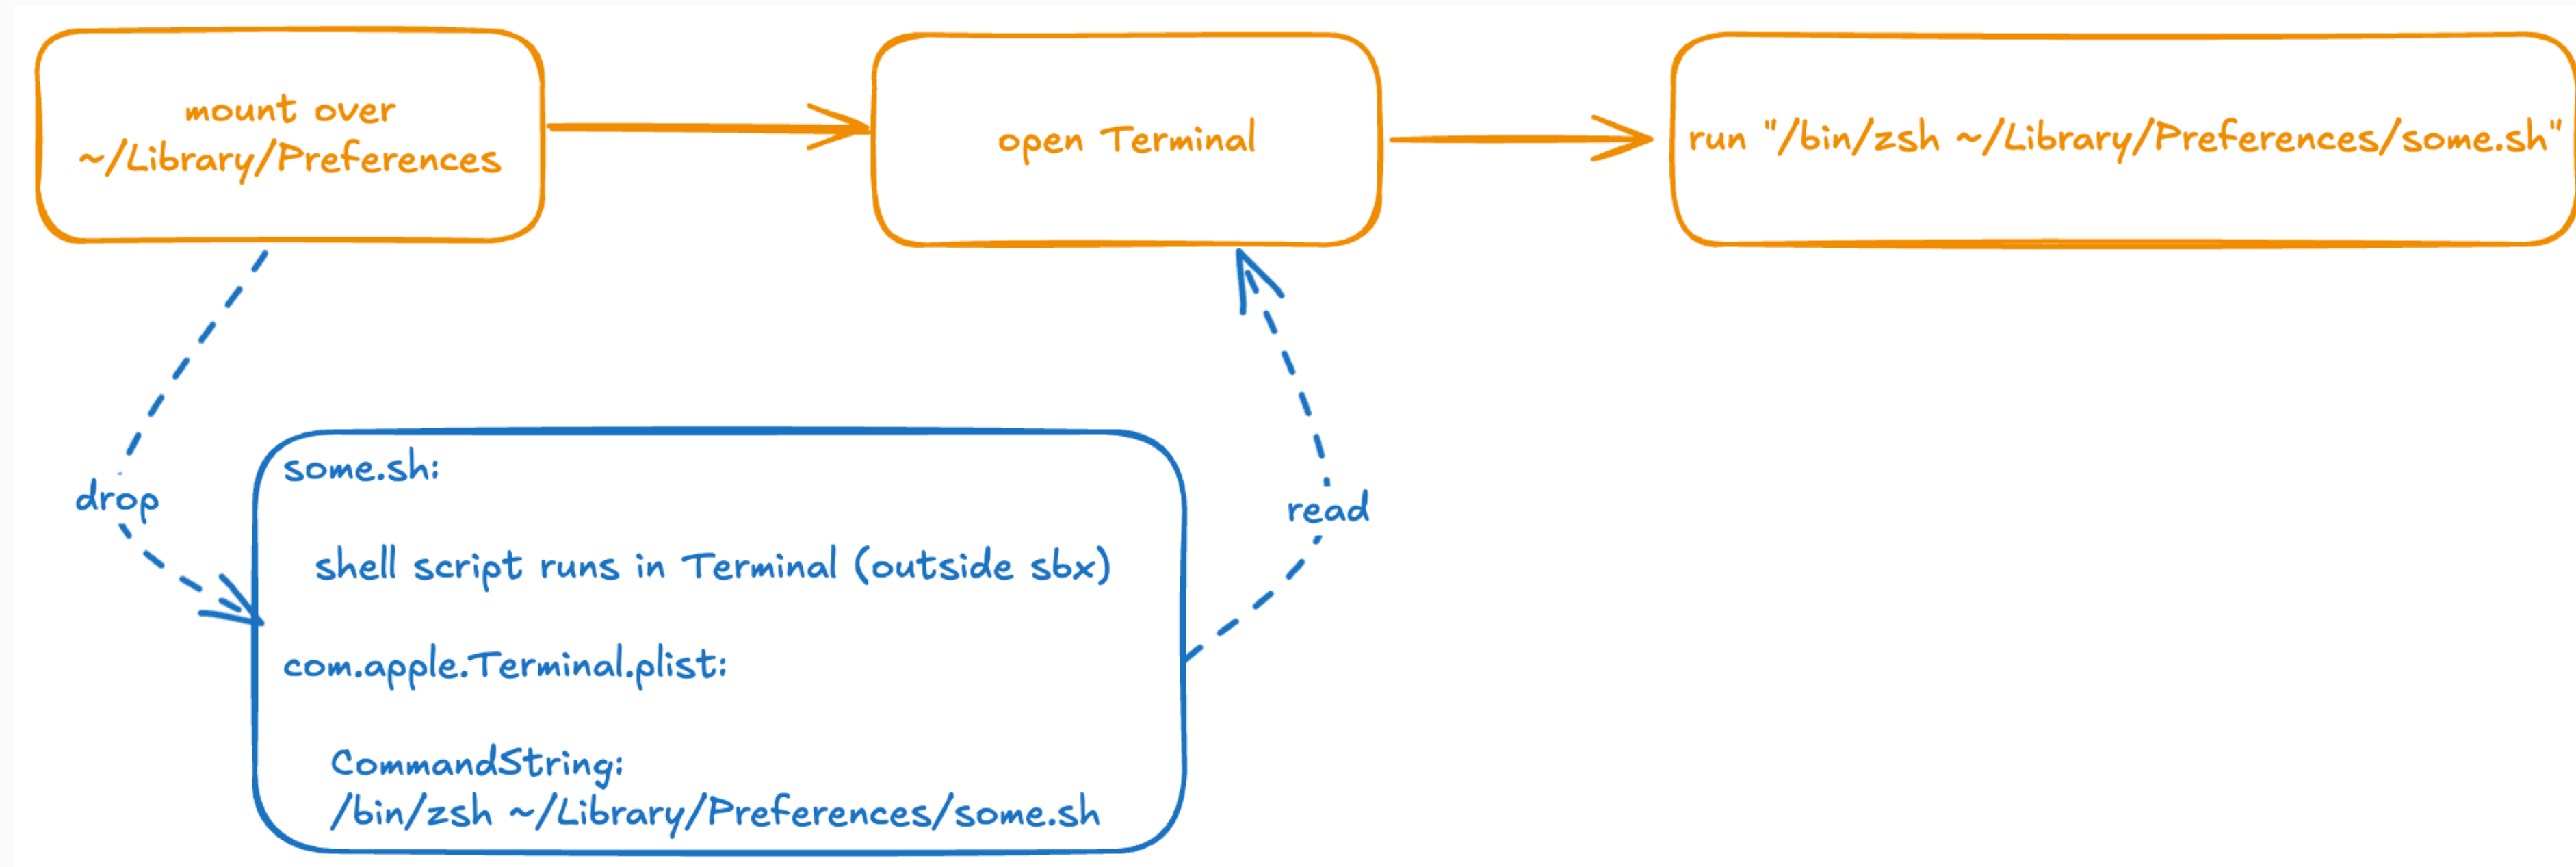 mount over
~/Library/Preferences
open Terminal
run "/bin/zsh ~/Library/Preferences/some.sh"
drop
some.sh:
shell script runs in Terminal (outside sbx)
com.apple.Terminal.plist:
CommandString:
/bin/zsh ~/Library/Preferences/some.sh
read